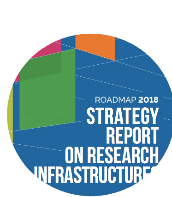 ROADMAP 2018
STRATEGY
REPORT
ON RESEARCH
INFRASTRUCTURES